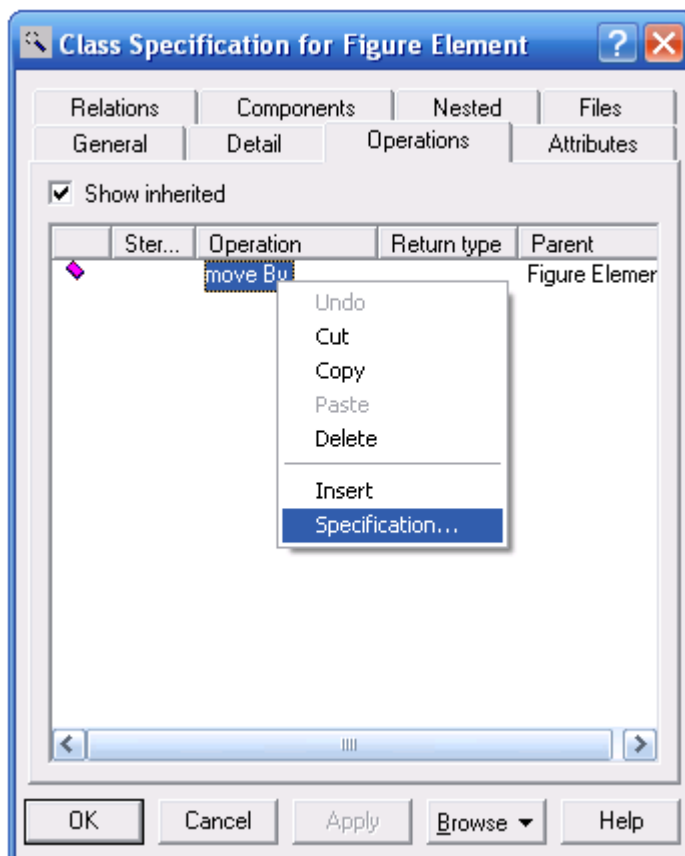 Class Specification for Figure Element
Relations Components Nested Files
General Detail Operations Attributes
Show inherited
Ster... Operation Return type Parent
move By Figure Elemer
Undo
Cut
Copy
Paste
Delete
Insert
Specification...
OK Cancel Apply Browse Help